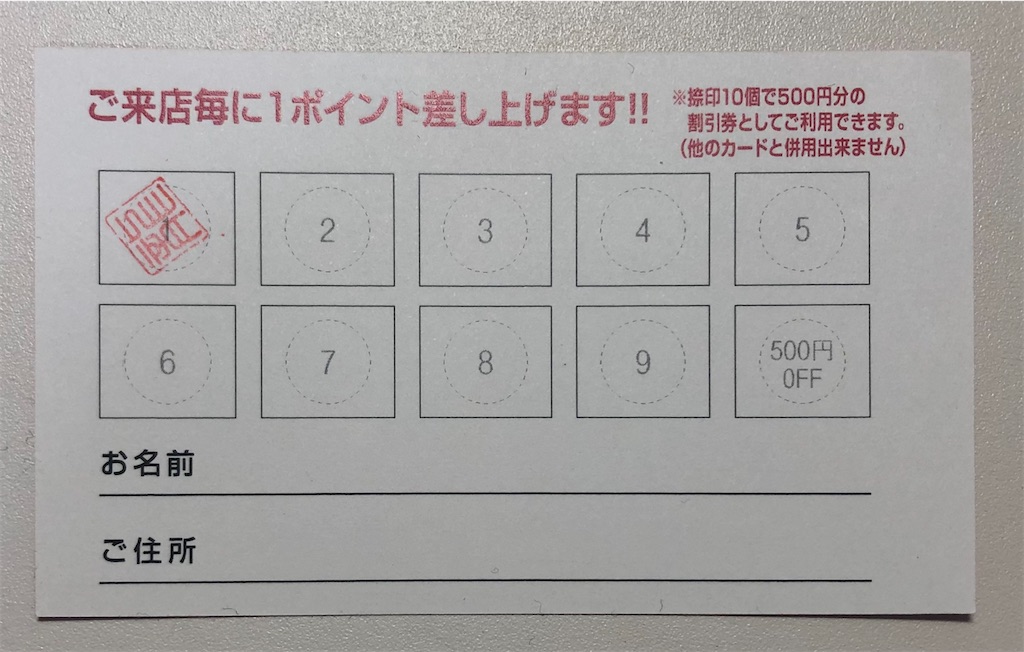 ご来店毎に1ポイント差し上げます!!
※捺印10個で500円分の
割引券としてご利用できます。
(他のカードと併用出来ません)
1 2 3 4 5
6 7 8 9 500円
OFF
お名前
ご住所